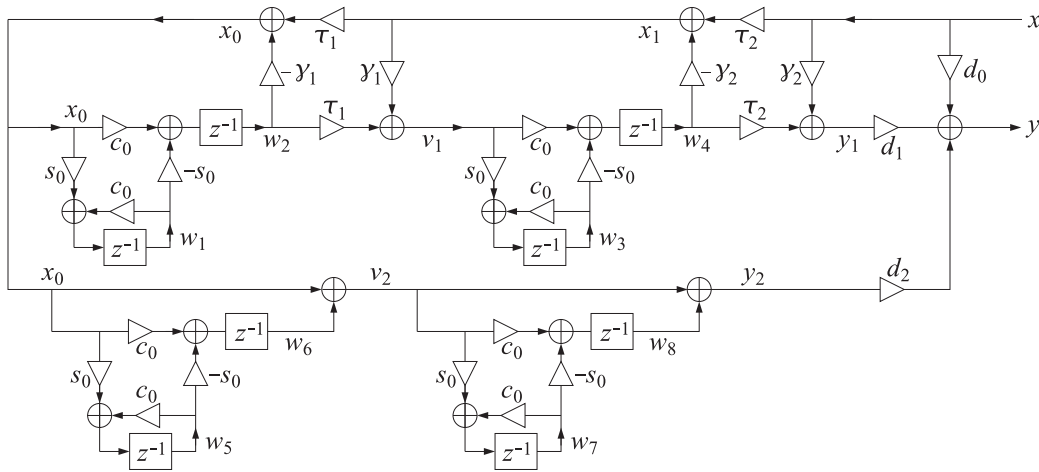 x₀ τ₁ x₁ τ₂ x
-γ₁ γ₁ -γ₂ γ₂ d₀
x₀ c₀ z⁻¹ w₂ τ₁ v₁ c₀ z⁻¹ w₄ τ₂ y₁ d₁ y
s₀ -s₀ s₀ -s₀
c₀ c₀
z⁻¹ w₁ z⁻¹ w₃
x₀ v₂ y₂ d₂
c₀ z⁻¹ w₆ c₀ z⁻¹ w₈
s₀ -s₀ s₀ -s₀
c₀ c₀
z⁻¹ w₅ z⁻¹ w₇